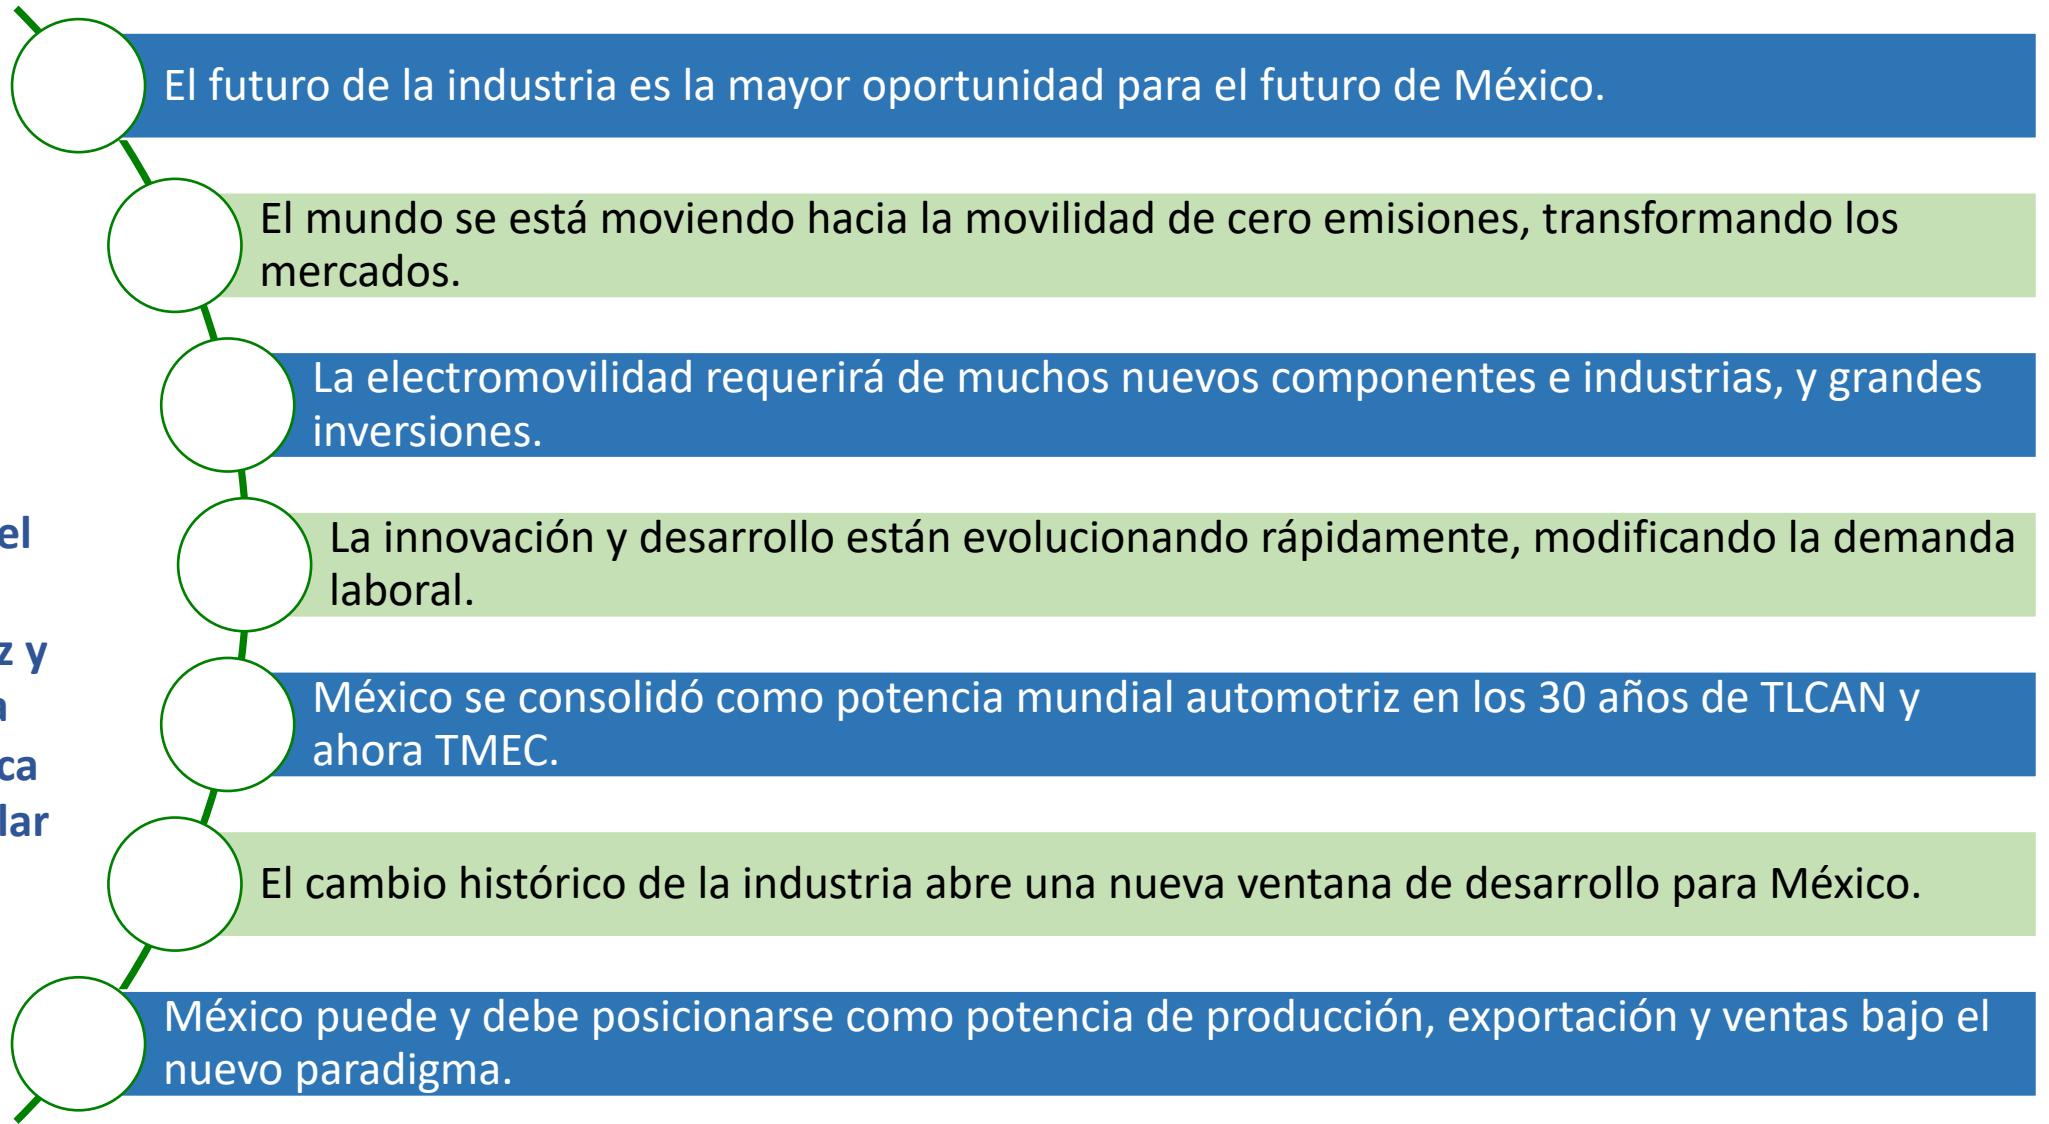 El futuro de la industria es la mayor oportunidad para el futuro de México.
El mundo se está moviendo hacia la movilidad de cero emisiones, transformando los
mercados.
La electromovilidad requerirá de muchos nuevos componentes e industrias, y grandes
inversiones.
La innovación y desarrollo están evolucionando rápidamente, modificando la demanda
laboral.
México se consolidó como potencia mundial automotriz en los 30 años de TLCAN y
ahora TMEC.
El cambio histórico de la industria abre una nueva ventana de desarrollo para México.
México puede y debe posicionarse como potencia de producción, exportación y ventas bajo el
nuevo paradigma.
el
z y
a
ca
lar